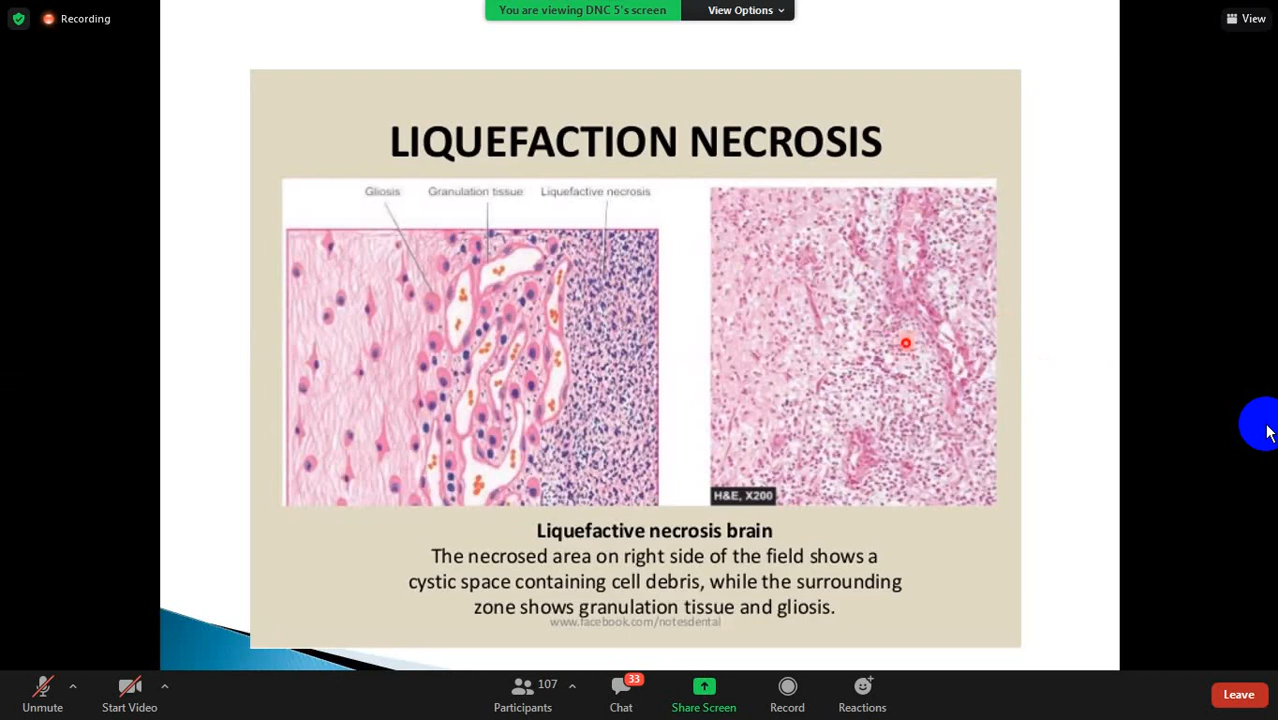 Recording
You are viewing DNC 5's screen
View Options
View
LIQUEFACTION NECROSIS
Gliosis
Granulation tissue
Liquefactive necrosis
H&E, X200
Liquefactive necrosis brain
The necrosed area on right side of the field shows a
cystic space containing cell debris, while the surrounding
zone shows granulation tissue and gliosis.
www.facebook.com/notesdental
Unmute
Start Video
107
Participants
33
Chat
Share Screen
Record
Reactions
Leave